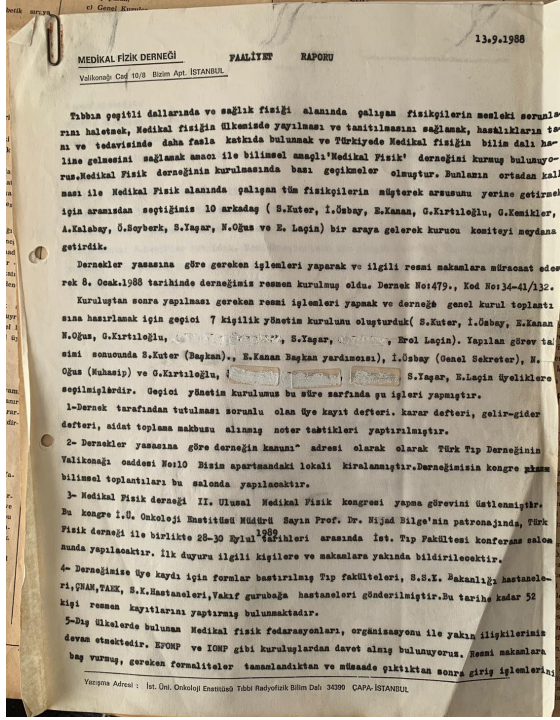 13.9.1988
MEDİKAL FİZİK DERNEĞİ
FAALİYET RAPORU
Valikonağı Cad 10/8 Bizim Apt. İSTANBUL
Tıbbın çeşitli dallarında ve sağlık fiziği alanında çalışan fizikçilerin mesleki sorunla
rını haletmek, Medikal fiziğin ülkemizde yayılması ve tanıtılmasını sağlamak, hastalıkların ta
nı ve tedavisinde daha fazla katkıda bulunmak ve Türkiyede Medikal fiziğin bilim dalı ha-
line gelmesini sağlamak amacı ile bilimsel amaçlı'Medikal Fizik' derneğini kurmuş bulunuyo-
ruz.Medikal Fizik derneğinin kurulmasında bazı gecikmeler olmuştur. Bunların ortadan kal
ması ile Medikal Fizik alanında çalışan tüm fizikçilerin müşterek arzusunu yerine getirmek
için aramızdan seçtiğimiz 10 arkadaş ( S.Kuter, İ.Özbay, E.Kanan, G.Kırtıloğlu, G.Kemikler,
A.Kalabay, Ö.Soyberk, S.Yaşar, N.Oğuz ve E. Laçin) bir araya gelerek kurucu komiteyi meydana
getirdik.
Dernekler yasasına göre gereken işlemleri yaparak ve ilgili resmi makamlara müracaat eder
rek 8. Ocak.1988 tarihinde derneğimiz resmen kurulmuş oldu. Dernek No:479., Kod No:34-41/132.
Kuruluştan sonra yapılması gereken resmi işlemleri yapmak ve derneğe genel kurul toplantı
sına hazırlamak için geçici 7 kişilik yönetim kurulunu oluşturduk( S.Kuter, İ.Özbay, E.Kanan
N.Oğuz, G.Kırtıloğlu, S.Yaşar, Erol Laçin). Yapılan görev tak
simi sonucunda S.Kuter (Başkan)., E.Kanan Başkan yardımcısı), İ.Özbay (Genel Sekreter), N.
Oğuz (Muhasip) ve G.Kırtıloğlu, S.Yaşar, E.Laçin üyeliklere
seçilmişlerdir. Geçici yönetim kurulumuz bu süre zarfında şu işleri yapmıştır.
1-Dernek tarafından tutulması zorunlu olan üye kayıt defteri. karar defteri, gelir-gider
defteri, aidat toplama makbuzu alınmış noter tastikleri yaptırılmıştır.
2- Dernekler yasasına göre derneğin kanuni adresi olarak olarak Türk Tıp Derneğinin
Valikonağı caddesi No:10 Bizim apartmandaki lokali kiralanmıştır.Derneğimizin kongre
bilimsel toplantıları bu salonda yapılacaktır.
3- Medikal Fizik derneği II. Ulusal Medikal Fizik kongresi yapma görevini üstlenmiştir.
Bu kongre İ.Ü. Onkoloji Enstitüsü Müdürü Sayın Prof. Dr. Nijad Bilge'nin patronajında, Türk
Fizik derneği ile birlikte 28-30 Eylul 1989 tarihleri arasında İst. Tıp Fakültesi konferans salon
nunda yapılacaktır. İlk duyuru ilgili kişilere ve makamlara yakında bildirilecektir.
4- Derneğimize üye kaydı için formlar bastırılmış Tıp fakülteleri, S.S.K. Bakanlığı hastanele-
ri,ÇNAM,TAEK, S.K.Hastaneleri,Vakıf gurubağa hastaneleri gönderilmiştir.Bu tarihe kadar 52
kişi resmen kayıtlarını yaptırmış bulunmaktadır.
5-Dış ülkelerde bulunan Medikal fizik fedarasyonları, orgünizasyonu ile yakın ilişkilerimiz
devam etmektedir. EFOMP ve IOMP gibi kuruluşlardan davet almış bulunuyoruz. Resmi makamlara
baş vurmuş, gereken formaliteler tamamlandıktan ve müsaade çıktıktan sonra giriş işlemlerini
Yazışma Adresi : İst. Üni. Onkoloji Enstitüsü Tıbbi Radyofizik Bilim Dalı 34390 ÇAPA-İSTANBUL